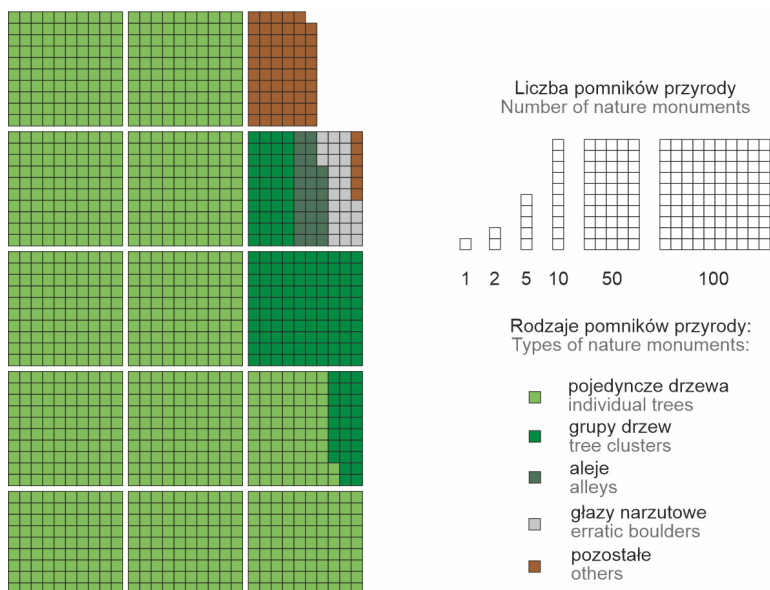 Liczba pomników przyrody
Number of nature monuments
1 2 5 10 50 100
Rodzaje pomników przyrody:
Types of nature monuments:
pojedyncze drzewa
individual trees
grupy drzew
tree clusters
aleje
alleys
głazy narzutowe
erratic boulders
pozostałe
others